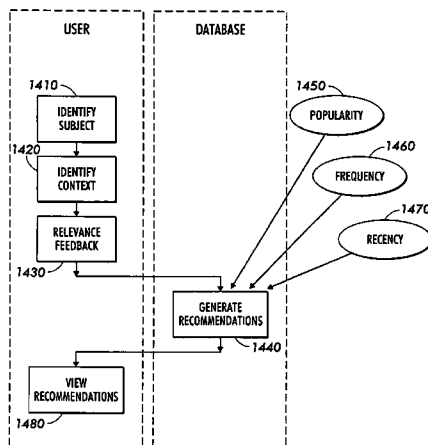 USER
DATABASE
1410
IDENTIFY
SUBJECT
1420
IDENTIFY
CONTEXT
RELEVANCE
FEEDBACK
1430
1450
POPULARITY
1460
FREQUENCY
1470
RECENCY
GENERATE
RECOMMENDATIONS
1440
VIEW
RECOMMENDATIONS
1480